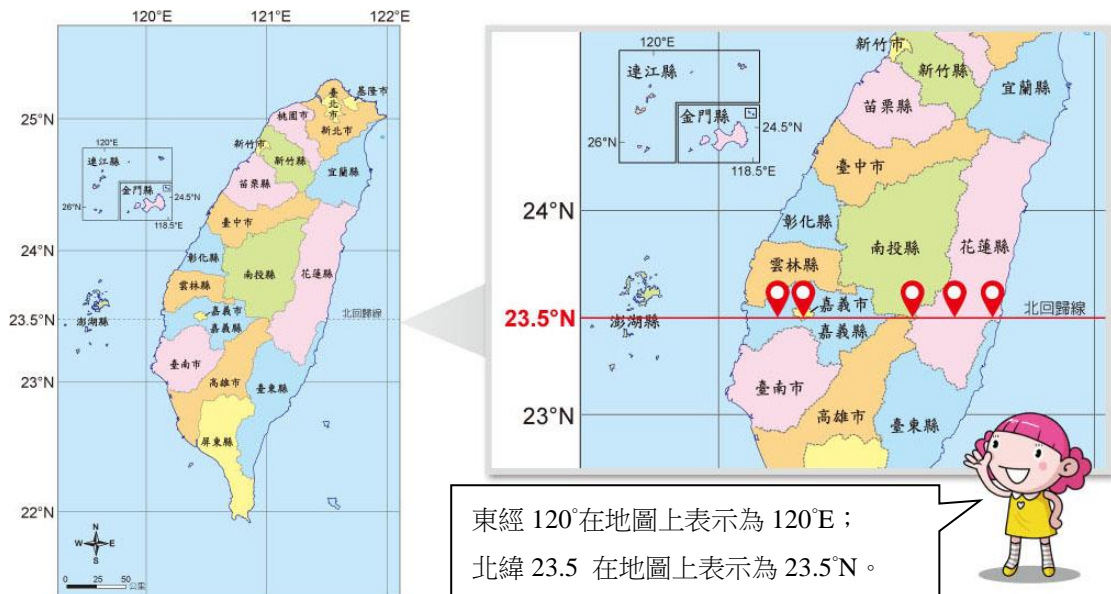 120°E
121°E
122°E
25°N
24°N
23.5°N
23°N
22°N
基隆市
臺北市
新北市
桃園市
新竹市
新竹縣
宜蘭縣
苗栗縣
臺中市
彰化縣
南投縣
花蓮縣
雲林縣
嘉義市
嘉義縣
北回歸線
澎湖縣
臺南市
高雄市
臺東縣
屏東縣
120°E
連江縣
金門縣
24.5°N
26°N
118.5°E
N
W E
S
0 25 50
公里
120°E
連江縣
金門縣
24.5°N
26°N
118.5°E
新竹市
新竹縣
宜蘭縣
苗栗縣
臺中市
24°N
彰化縣
南投縣
花蓮縣
雲林縣
嘉義市
23.5°N
北回歸線
澎湖縣
嘉義縣
臺南市
23°N
高雄市
臺東縣
東經 120°在地圖上表示為 120°E；
北緯 23.5 在地圖上表示為 23.5°N。